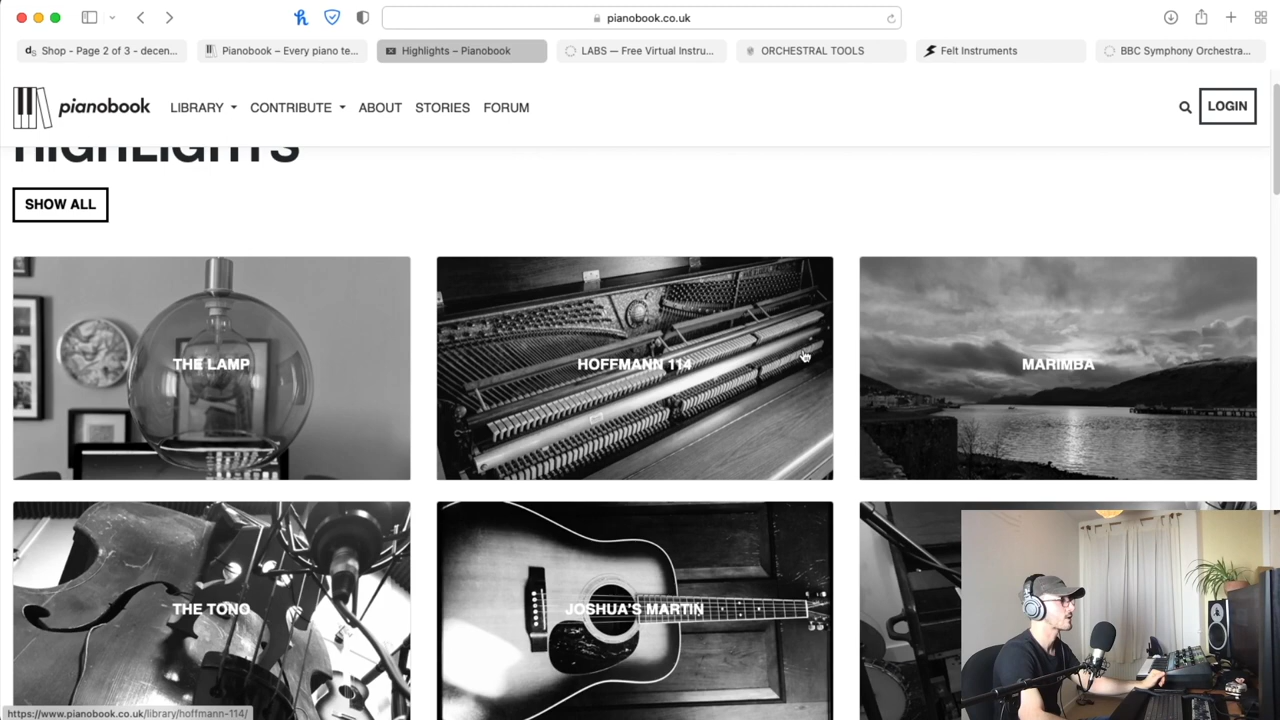 pianobook.co.uk
Shop - Page 2 of 3 - decen...
Pianobook – Every piano te...
Highlights – Pianobook
LABS — Free Virtual Instru...
ORCHESTRAL TOOLS
Felt Instruments
BBC Symphony Orchestra...
pianobook
LIBRARY
CONTRIBUTE
ABOUT
STORIES
FORUM
LOGIN
HIGHLIGHTS
SHOW ALL
THE LAMP
HOFFMANN 114
MARIMBA
THE TONO
JOSHUA'S MARTIN
https://www.pianobook.co.uk/library/hoffmann-114/